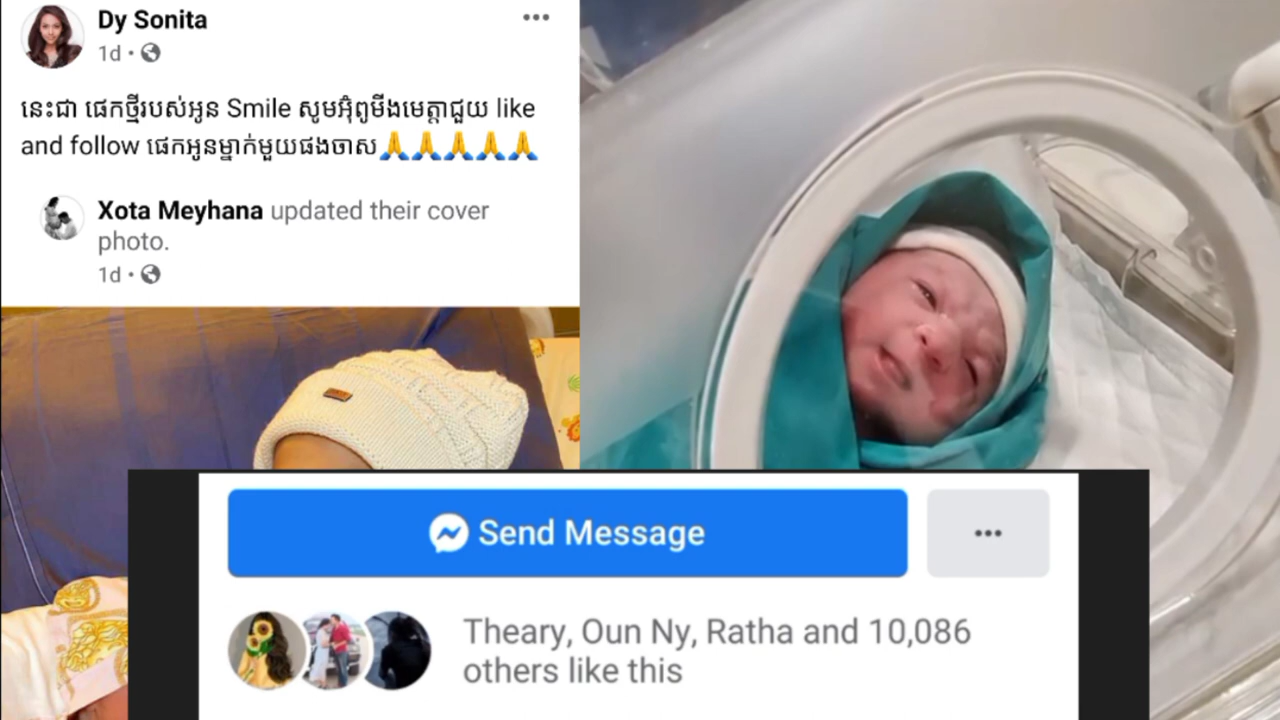 Dy Sonita
1d
នេះជា ផេកថ្មីរបស់អូន Smile សូមអ៊ុំពូមីងមេត្តាជួយ like
and follow ផេកអូនម្នាក់មួយផងចាស🙏🙏🙏🙏🙏
Xota Meyhana updated their cover
photo.
1d
Send Message
Theary, Oun Ny, Ratha and 10,086
others like this